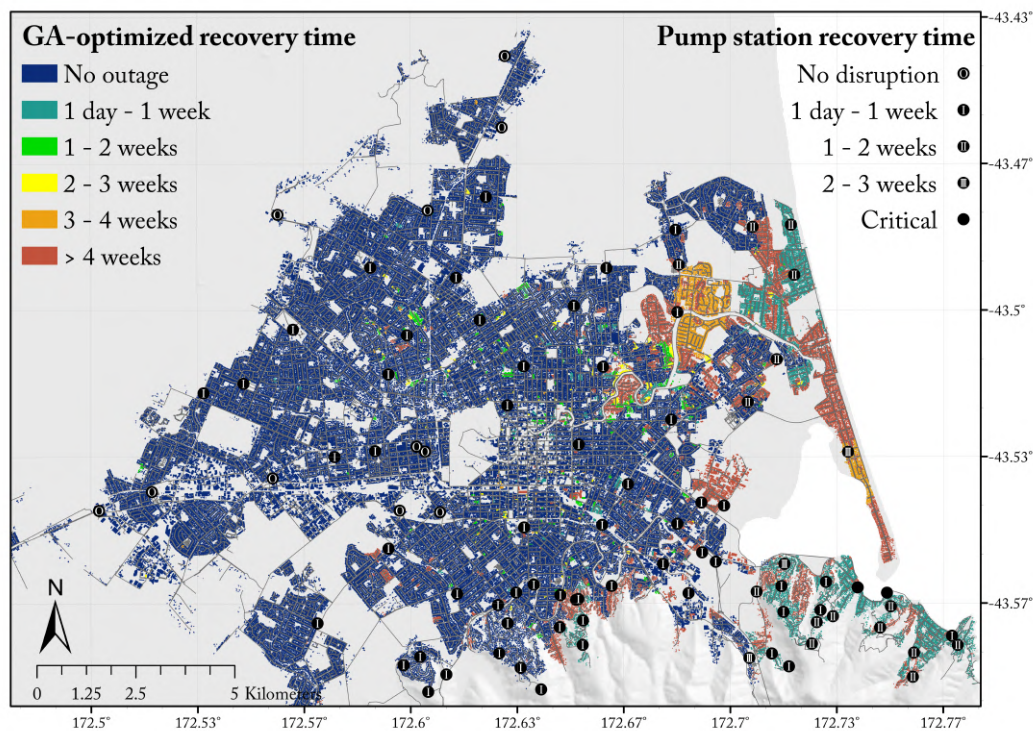 GA-optimized recovery time
No outage
1 day - 1 week
1 - 2 weeks
2 - 3 weeks
3 - 4 weeks
> 4 weeks
Pump station recovery time
No disruption
1 day - 1 week
1 - 2 weeks
2 - 3 weeks
Critical
N
0 1.25 2.5 5 Kilometers
-43.43°
-43.47°
-43.5°
-43.53°
-43.57°
172.5° 172.53° 172.57° 172.6° 172.63° 172.67° 172.7° 172.73° 172.77°